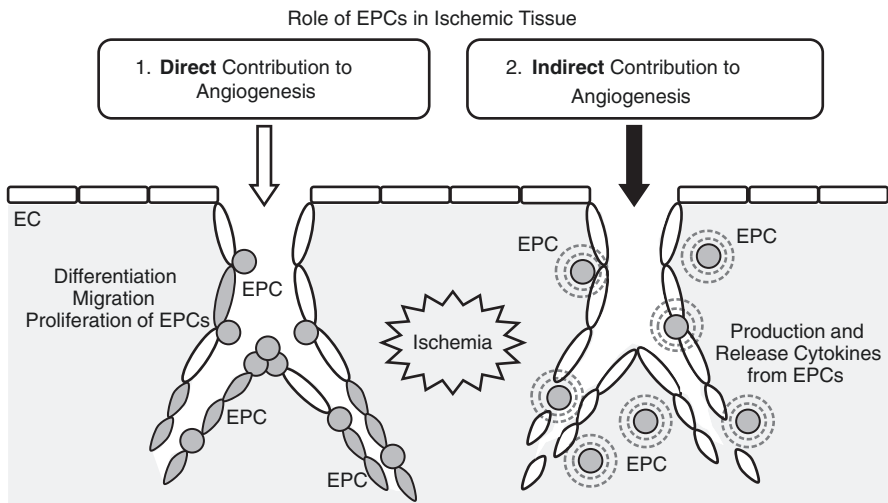 Role of EPCs in Ischemic Tissue
1. Direct Contribution to
Angiogenesis
2. Indirect Contribution to
Angiogenesis
EC
EPC
Differentiation
Migration
Proliferation of EPCs
EPC
EPC
EPC
Ischemia
EPC
EPC
Production and
Release Cytokines
from EPCs
EPC